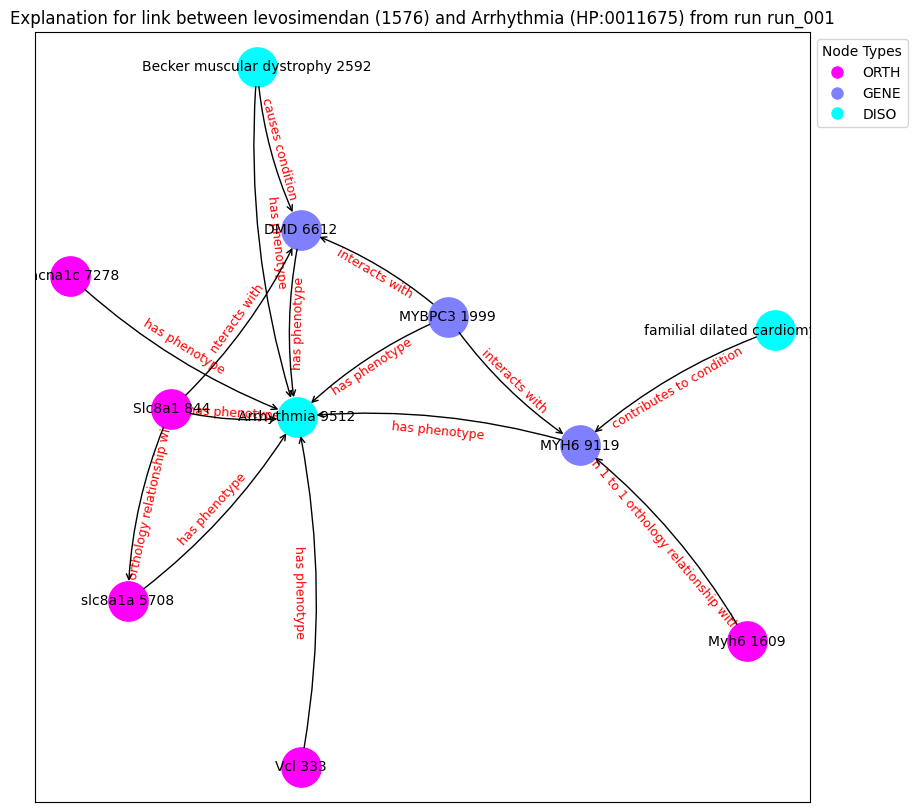 Explanation for link between levosimendan (1576) and Arrhythmia (HP:0011675) from run run_001
Node Types
ORTH
GENE
DISO
Becker muscular dystrophy 2592
causes condition
has phenotype
DMD 6612
interacts with
acna1c 7278
nteracts with
has phenotype
MYBPC3 1999
familial dilated cardiomy
has phenotype
has phenotype
interacts with
contributes to condition
Slc8a1 844
has phenotype
Arrhythmia 9512
has phenotype
MYH6 9119
orthology relationship wi
has phenotype
n 1 to 1 orthology relationship with
has phenotype
slc8a1a 5708
Myh6 1609
Vcl 333